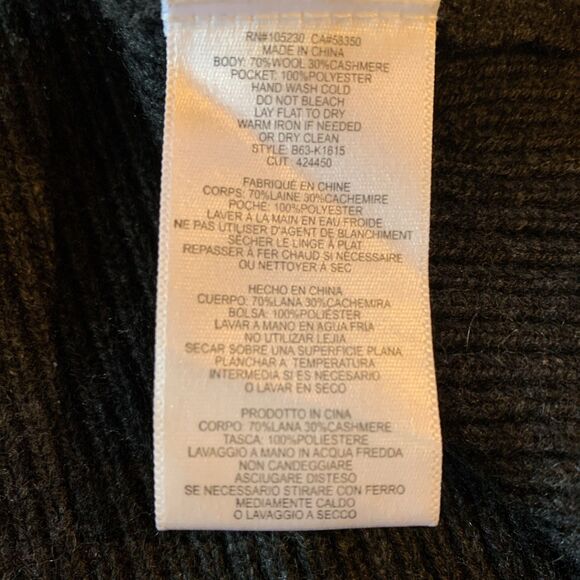 RN#105230 CA#58350
MADE IN CHINA
BODY: 70%WOOL 30%CASHMERE
POCKET: 100%POLYESTER
HAND WASH COLD
DO NOT BLEACH
LAY FLAT TO DRY
WARM IRON IF NEEDED
OR DRY CLEAN
STYLE: B63-K1615
CUT: 424450
FABRIQUÉ EN CHINE
CORPS: 70%LAINE 30%CACHEMIRE
POCHE: 100%POLYESTER
LAVER À LA MAIN EN EAU FROIDE
NE PAS UTILISER D'AGENT DE BLANCHIMENT
SÉCHER LE LINGE À PLAT
REPASSER À FER CHAUD SI NÉCESSAIRE
OU NETTOYER À SEC
HECHO EN CHINA
CUERPO: 70%LANA 30%CACHEMIRA
BOLSA: 100%POLIÉSTER
LAVAR A MANO EN AGUA FRÍA
NO UTILIZAR LEJIA
SECAR SOBRE UNA SUPERFICIE PLANA
PLANCHAR A TEMPERATURA
INTERMEDIA SI ES NECESARIO
O LAVAR EN SECO
PRODOTTO IN CINA
CORPO: 70%LANA 30%CASHMERE
TASCA: 100%POLIESTERE
LAVAGGIO A MANO IN ACQUA FREDDA
NON CANDEGGIARE
ASCIUGARE DISTESO
SE NECESSARIO STIRARE CON FERRO
MEDIAMENTE CALDO
O LAVAGGIO A SECCO